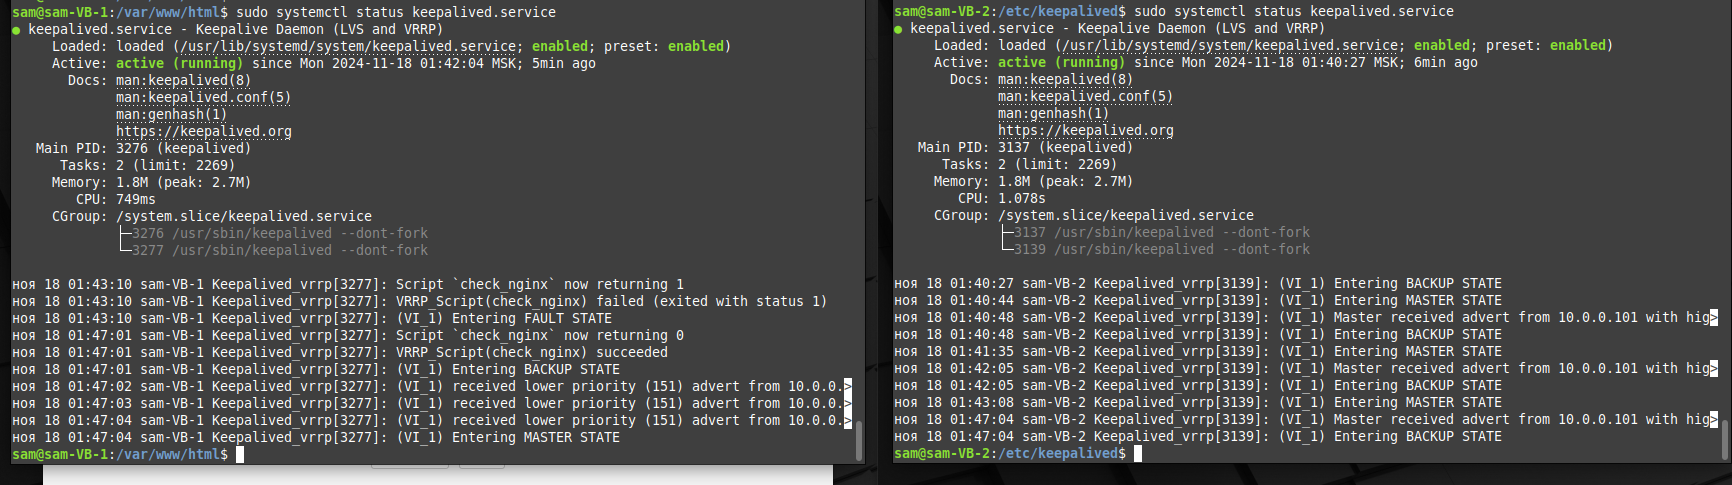 sam@sam-VB-1:/var/www/html$ sudo systemctl status keepalived.service
● keepalived.service - Keepalive Daemon (LVS and VRRP)
Loaded: loaded (/usr/lib/systemd/system/keepalived.service; enabled; preset: enabled)
Active: active (running) since Mon 2024-11-18 01:42:04 MSK; 5min ago
Docs: man:keepalived(8)
man:keepalived.conf(5)
man:genhash(1)
https://keepalived.org
Main PID: 3276 (keepalived)
Tasks: 2 (limit: 2269)
Memory: 1.8M (peak: 2.7M)
CPU: 749ms
CGroup: /system.slice/keepalived.service
├─3276 /usr/sbin/keepalived --dont-fork
└─3277 /usr/sbin/keepalived --dont-fork
ноя 18 01:43:10 sam-VB-1 Keepalived_vrrp[3277]: Script `check_nginx` now returning 1
ноя 18 01:43:10 sam-VB-1 Keepalived_vrrp[3277]: VRRP_Script(check_nginx) failed (exited with status 1)
ноя 18 01:43:10 sam-VB-1 Keepalived_vrrp[3277]: (VI_1) Entering FAULT STATE
ноя 18 01:47:01 sam-VB-1 Keepalived_vrrp[3277]: Script `check_nginx` now returning 0
ноя 18 01:47:01 sam-VB-1 Keepalived_vrrp[3277]: VRRP_Script(check_nginx) succeeded
ноя 18 01:47:01 sam-VB-1 Keepalived_vrrp[3277]: (VI_1) Entering BACKUP STATE
ноя 18 01:47:02 sam-VB-1 Keepalived_vrrp[3277]: (VI_1) received lower priority (151) advert from 10.0.0.>
ноя 18 01:47:03 sam-VB-1 Keepalived_vrrp[3277]: (VI_1) received lower priority (151) advert from 10.0.0.>
ноя 18 01:47:04 sam-VB-1 Keepalived_vrrp[3277]: (VI_1) received lower priority (151) advert from 10.0.0.>
ноя 18 01:47:04 sam-VB-1 Keepalived_vrrp[3277]: (VI_1) Entering MASTER STATE
sam@sam-VB-1:/var/www/html$
sam@sam-VB-2:/etc/keepalived$ sudo systemctl status keepalived.service
● keepalived.service - Keepalive Daemon (LVS and VRRP)
Loaded: loaded (/usr/lib/systemd/system/keepalived.service; enabled; preset: enabled)
Active: active (running) since Mon 2024-11-18 01:40:27 MSK; 6min ago
Docs: man:keepalived(8)
man:keepalived.conf(5)
man:genhash(1)
https://keepalived.org
Main PID: 3137 (keepalived)
Tasks: 2 (limit: 2269)
Memory: 1.8M (peak: 2.7M)
CPU: 1.078s
CGroup: /system.slice/keepalived.service
├─3137 /usr/sbin/keepalived --dont-fork
└─3139 /usr/sbin/keepalived --dont-fork
ноя 18 01:40:27 sam-VB-2 Keepalived_vrrp[3139]: (VI_1) Entering BACKUP STATE
ноя 18 01:40:44 sam-VB-2 Keepalived_vrrp[3139]: (VI_1) Entering MASTER STATE
ноя 18 01:40:48 sam-VB-2 Keepalived_vrrp[3139]: (VI_1) Master received advert from 10.0.0.101 with hig>
ноя 18 01:40:48 sam-VB-2 Keepalived_vrrp[3139]: (VI_1) Entering BACKUP STATE
ноя 18 01:41:35 sam-VB-2 Keepalived_vrrp[3139]: (VI_1) Entering MASTER STATE
ноя 18 01:42:05 sam-VB-2 Keepalived_vrrp[3139]: (VI_1) Master received advert from 10.0.0.101 with hig>
ноя 18 01:42:05 sam-VB-2 Keepalived_vrrp[3139]: (VI_1) Entering BACKUP STATE
ноя 18 01:43:08 sam-VB-2 Keepalived_vrrp[3139]: (VI_1) Entering MASTER STATE
ноя 18 01:47:04 sam-VB-2 Keepalived_vrrp[3139]: (VI_1) Master received advert from 10.0.0.101 with hig>
ноя 18 01:47:04 sam-VB-2 Keepalived_vrrp[3139]: (VI_1) Entering BACKUP STATE
sam@sam-VB-2:/etc/keepalived$